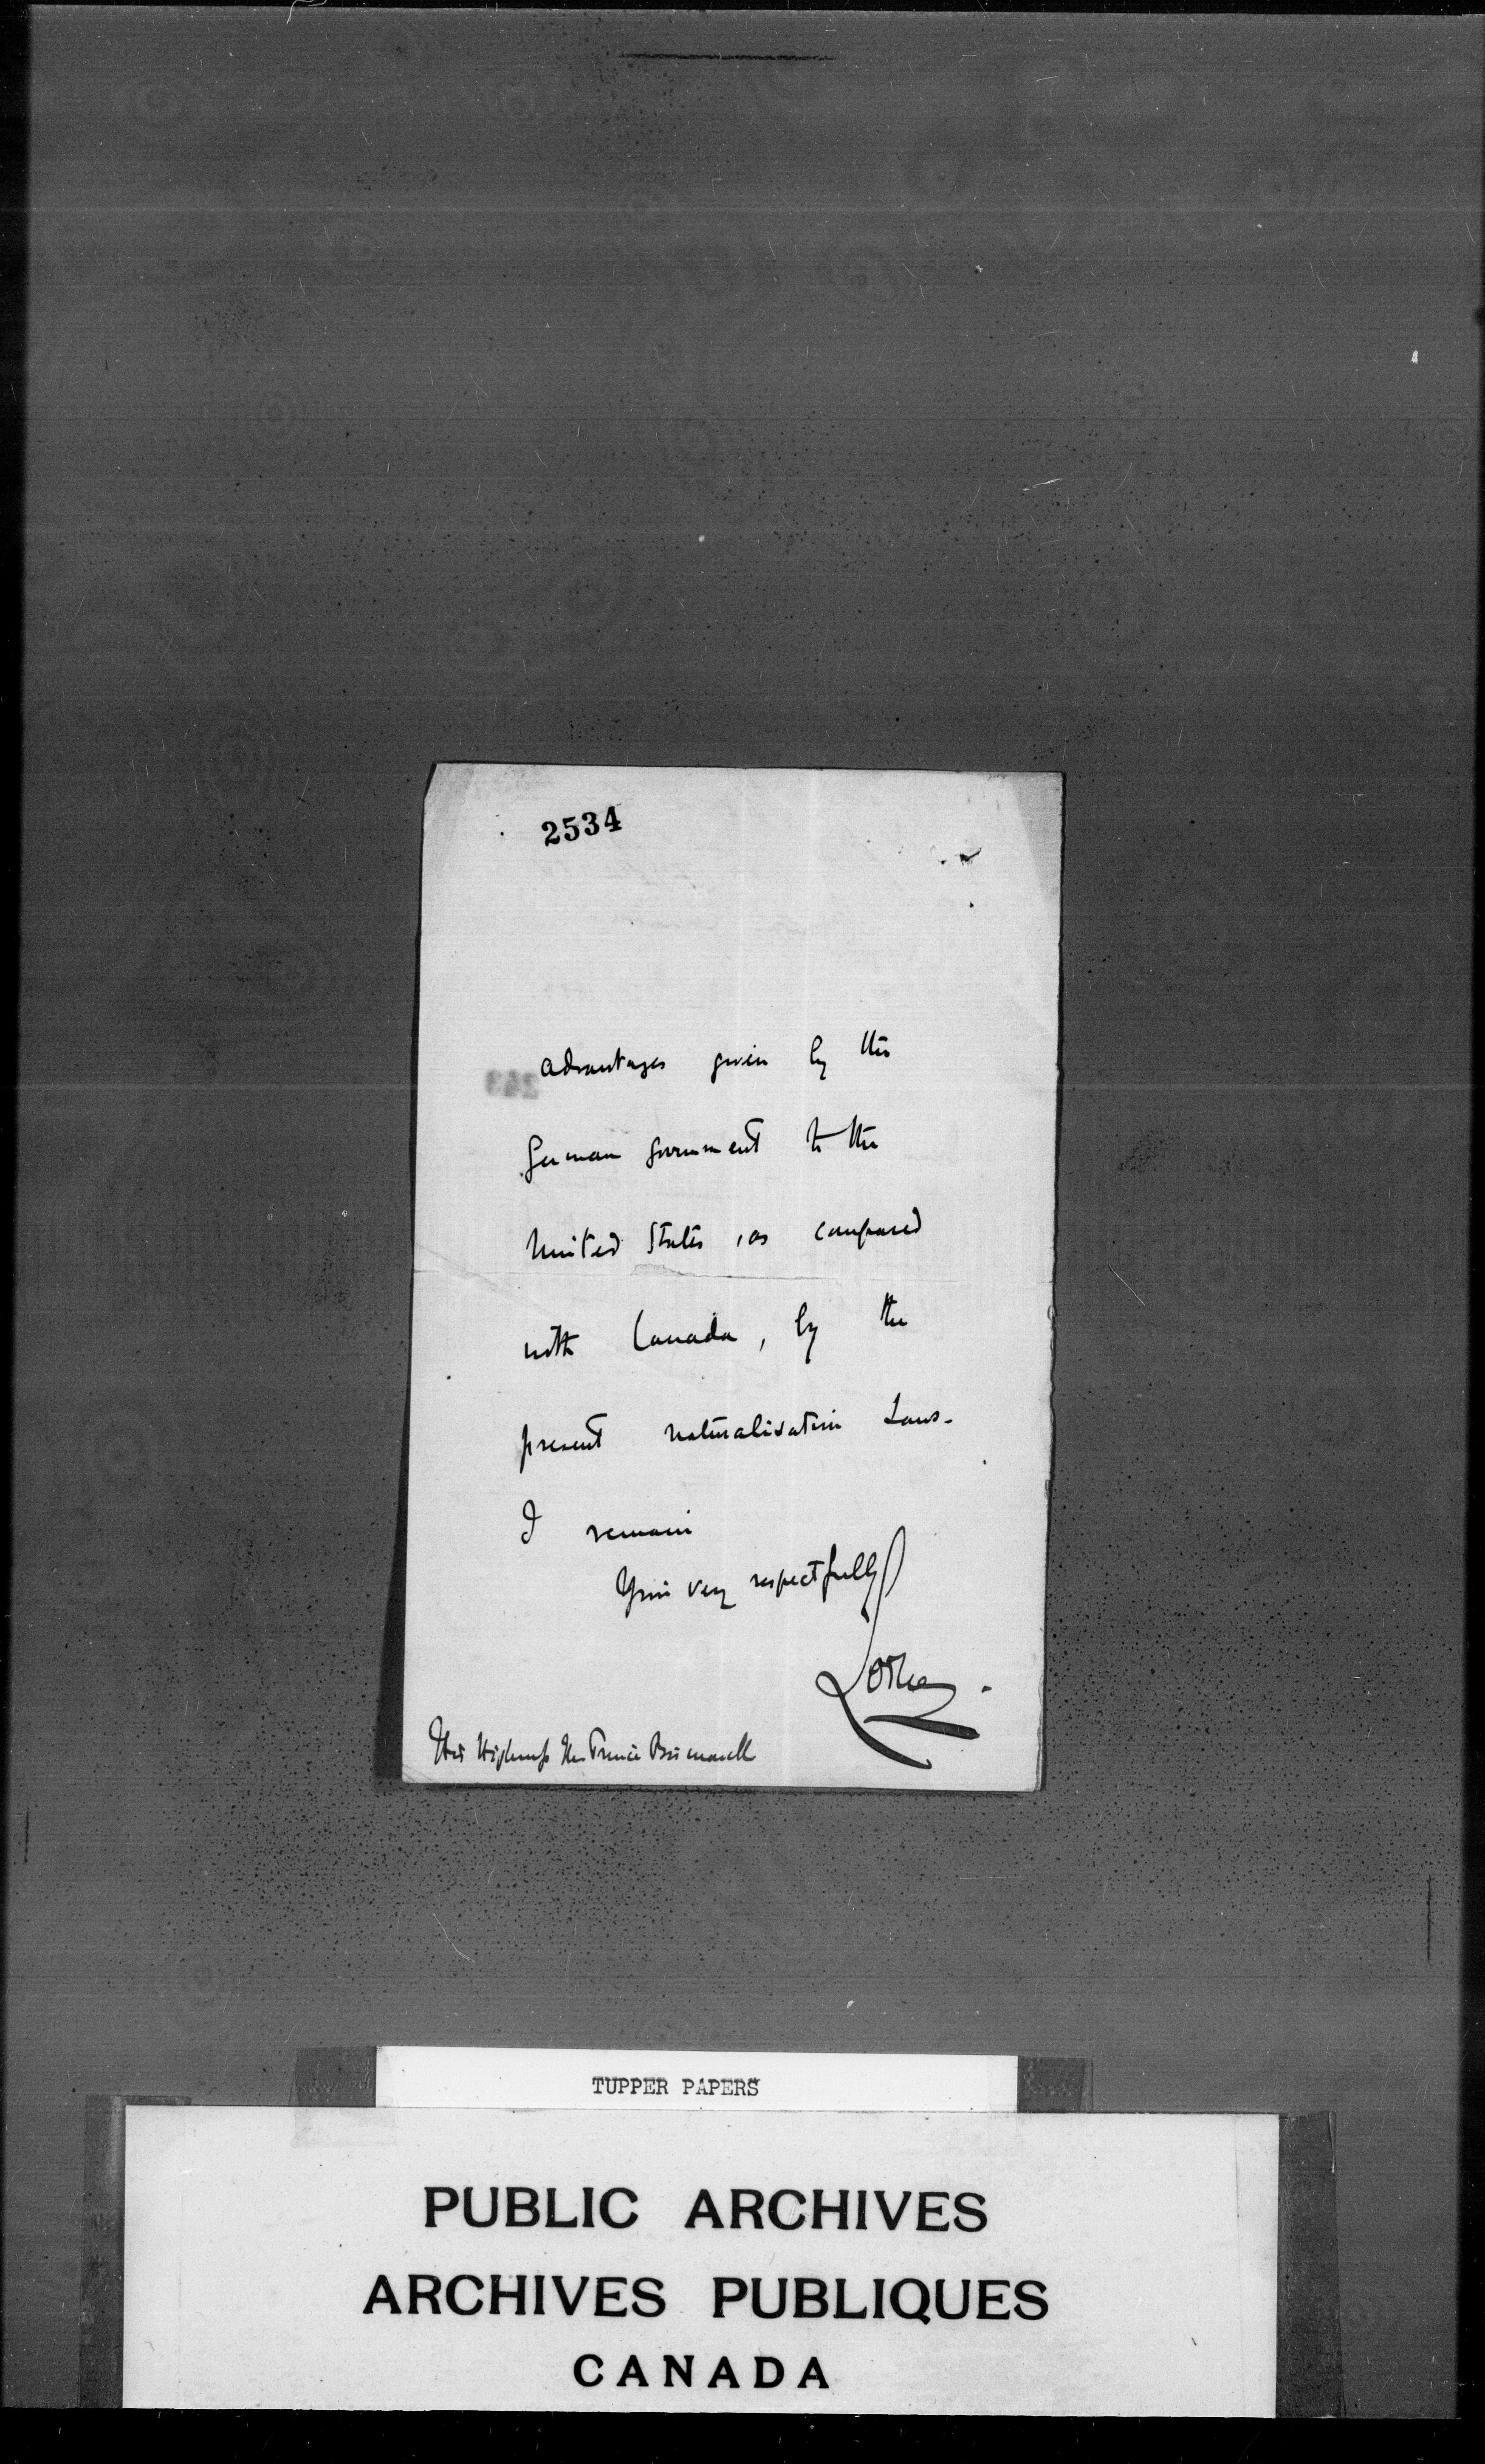 2534
advantages given by the
German government to the
United States, as compared
with Canada, by the
present naturalisation Laws.
I remain
Your very respectfully
Lorne.
His Highness The Prince Bismarck
TUPPER PAPERS
PUBLIC ARCHIVES
ARCHIVES PUBLIQUES
CANADA